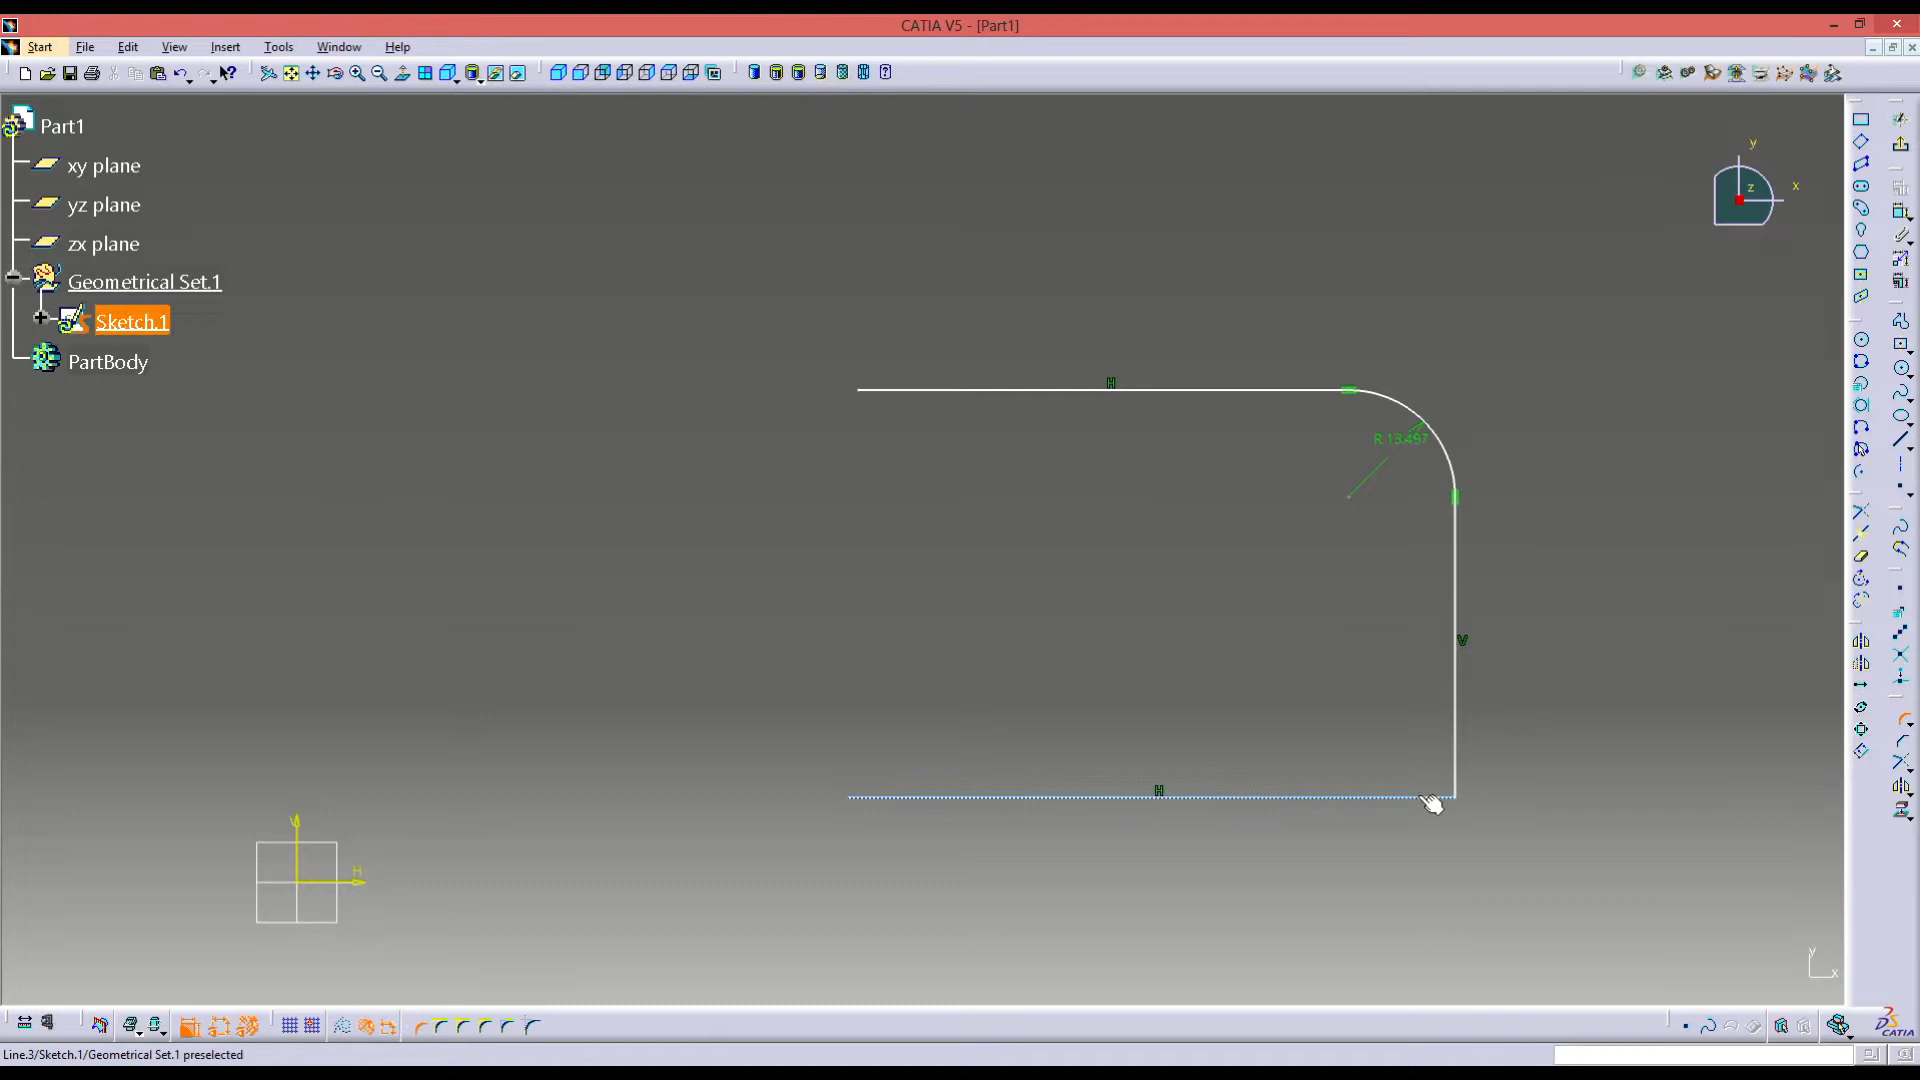 CATIA V5 - [Part1]
Start File Edit View Insert Tools Window Help
Part1
xy plane
yz plane
zx plane
Geometrical Set.1
Sketch.1
PartBody
y
x
z
H
R 13.497
V
H
V
H
y
x
CATIA
Line.3/Sketch.1/Geometrical Set.1 preselected